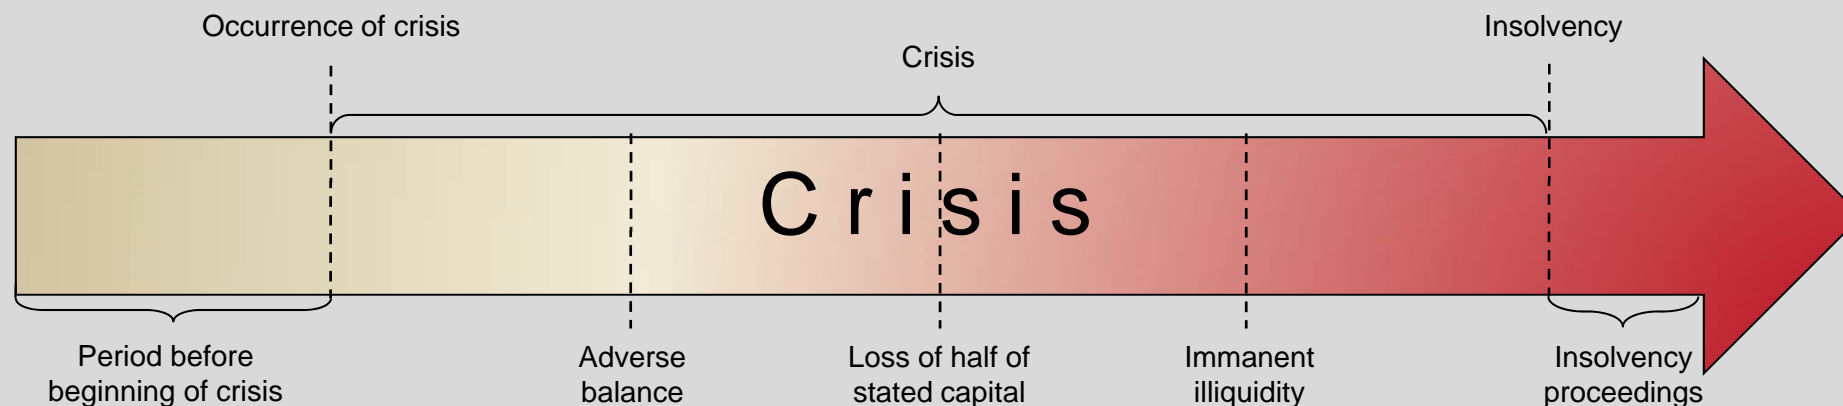 Occurrence of crisis
Insolvency
Crisis
Crisis
Period before
beginning of crisis
Adverse
balance
Loss of half of
stated capital
Immanent
illiquidity
Insolvency
proceedings